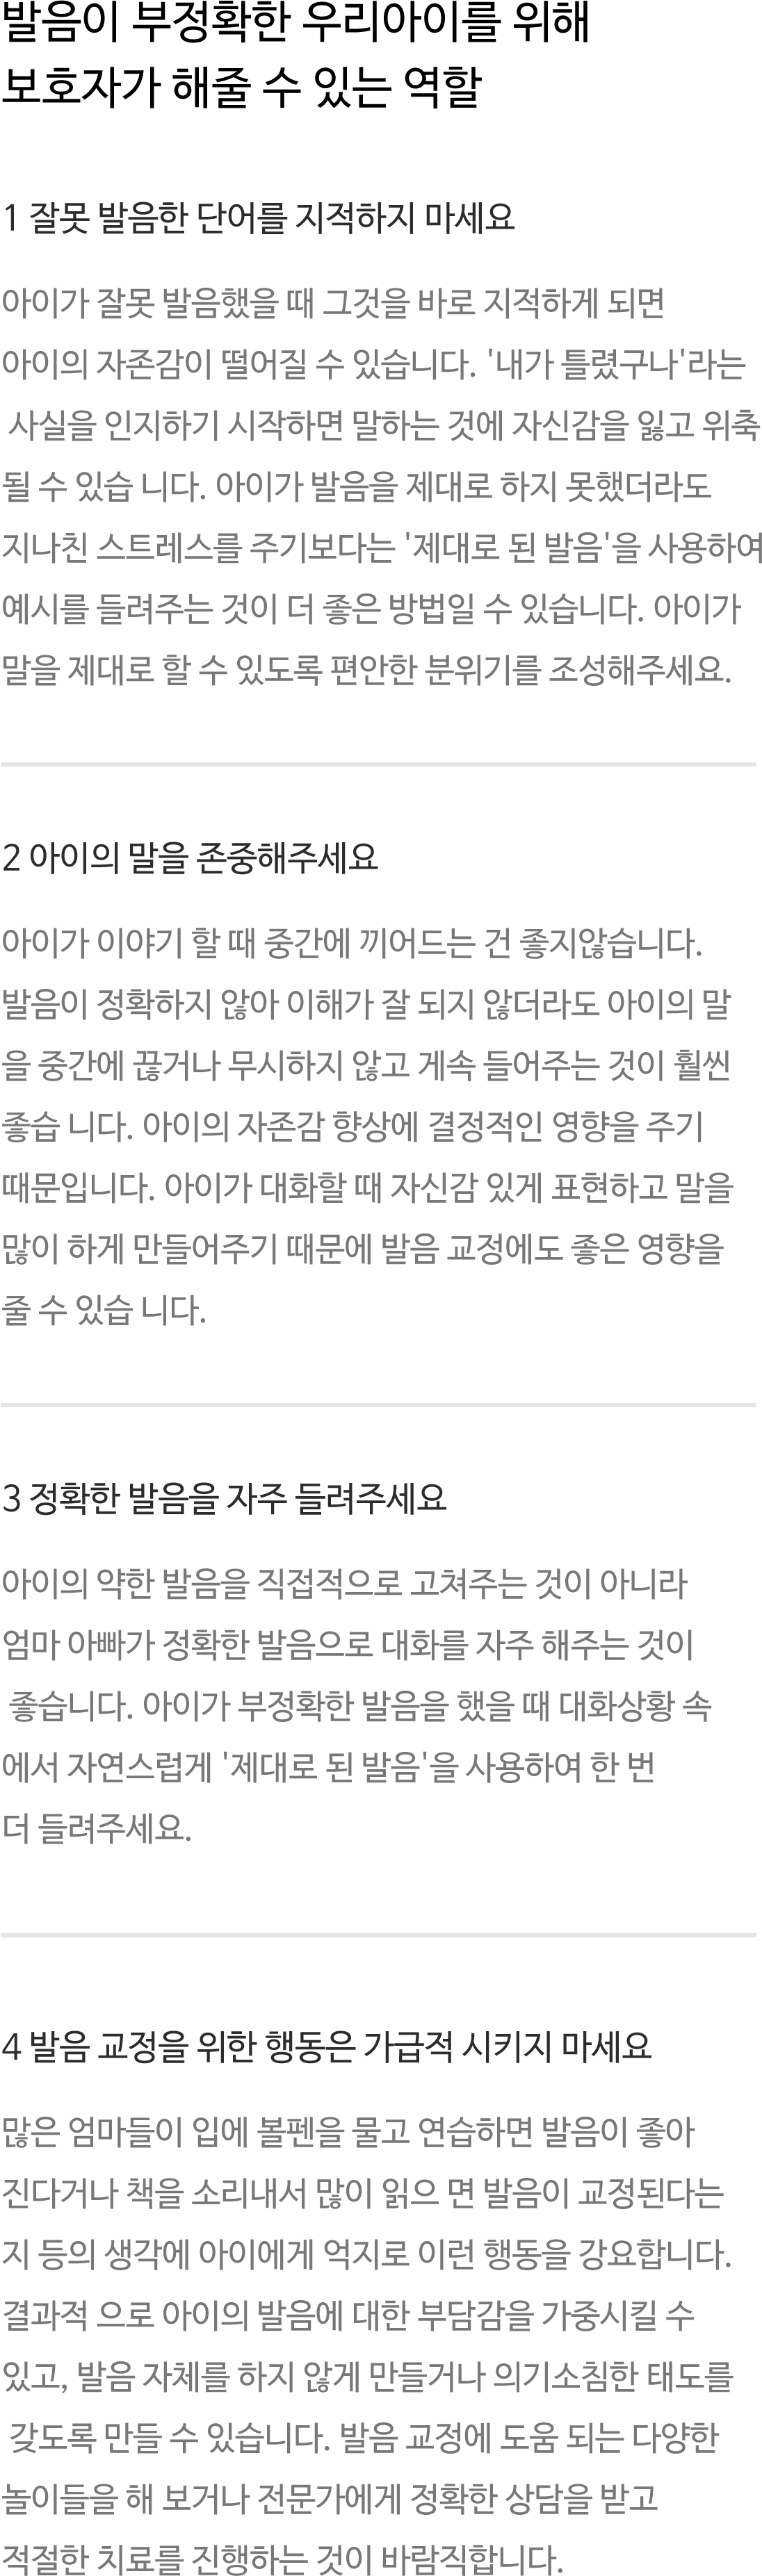 발음이 부정확한 우리아이를 위해
보호자가 해줄 수 있는 역할
1 잘못 발음한 단어를 지적하지 마세요
아이가 잘못 발음했을 때 그것을 바로 지적하게 되면
아이의 자존감이 떨어질 수 있습니다. '내가 틀렸구나'라는
사실을 인지하기 시작하면 말하는 것에 자신감을 잃고 위축
될 수 있습 니다. 아이가 발음을 제대로 하지 못했더라도
지나친 스트레스를 주기보다는 '제대로 된 발음'을 사용하여
예시를 들려주는 것이 더 좋은 방법일 수 있습니다. 아이가
말을 제대로 할 수 있도록 편안한 분위기를 조성해주세요.
2 아이의 말을 존중해주세요
아이가 이야기 할 때 중간에 끼어드는 건 좋지않습니다.
발음이 정확하지 않아 이해가 잘 되지 않더라도 아이의 말
을 중간에 끊거나 무시하지 않고 게속 들어주는 것이 훨씬
좋습 니다. 아이의 자존감 향상에 결정적인 영향을 주기
때문입니다. 아이가 대화할 때 자신감 있게 표현하고 말을
많이 하게 만들어주기 때문에 발음 교정에도 좋은 영향을
줄 수 있습 니다.
3 정확한 발음을 자주 들려주세요
아이의 약한 발음을 직접적으로 고쳐주는 것이 아니라
엄마 아빠가 정확한 발음으로 대화를 자주 해주는 것이
좋습니다. 아이가 부정확한 발음을 했을 때 대화상황 속
에서 자연스럽게 '제대로 된 발음'을 사용하여 한 번
더 들려주세요.
4 발음 교정을 위한 행동은 가급적 시키지 마세요
많은 엄마들이 입에 볼펜을 물고 연습하면 발음이 좋아
진다거나 책을 소리내서 많이 읽으 면 발음이 교정된다는
지 등의 생각에 아이에게 억지로 이런 행동을 강요합니다.
결과적 으로 아이의 발음에 대한 부담감을 가중시킬 수
있고, 발음 자체를 하지 않게 만들거나 의기소침한 태도를
갖도록 만들 수 있습니다. 발음 교정에 도움 되는 다양한
놀이들을 해 보거나 전문가에게 정확한 상담을 받고
적절한 치료를 진행하는 것이 바람직합니다.